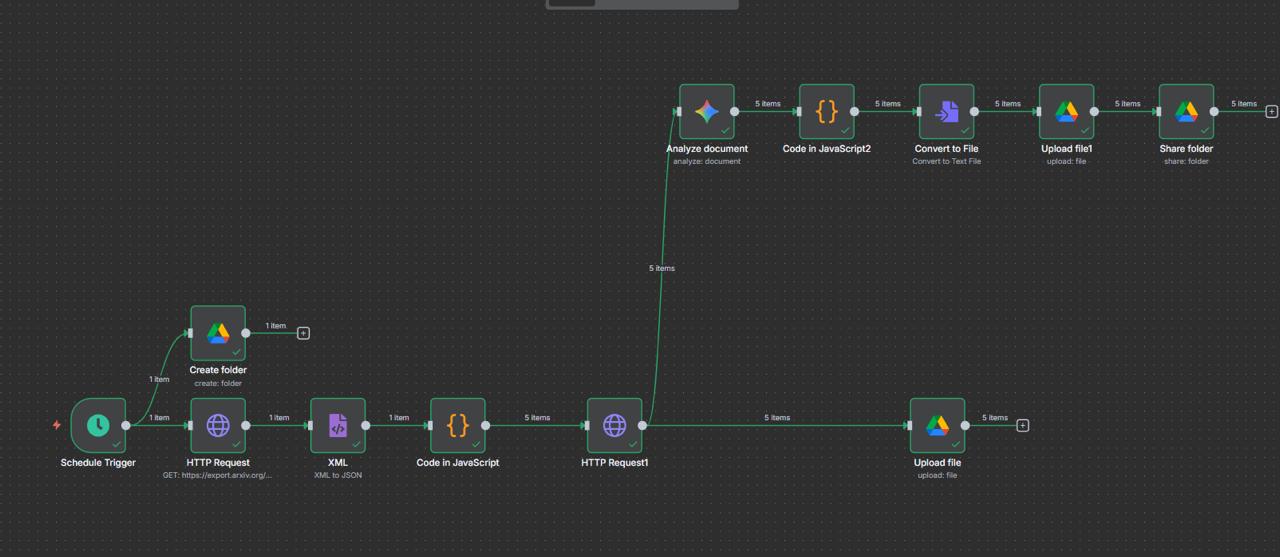 5 items
5 items
5 items
5 items
5 items
Analyze document
analyze: document
Code in JavaScript2
Convert to File
Convert to Text File
Upload file1
upload: file
Share folder
share: folder
5 items
1 item
Create folder
create: folder
1 item
1 item
1 item
1 item
5 items
5 items
5 items
Schedule Trigger
HTTP Request
GET: https://export.arxiv.org/...
XML
XML to JSON
Code in JavaScript
HTTP Request1
Upload file
upload: file